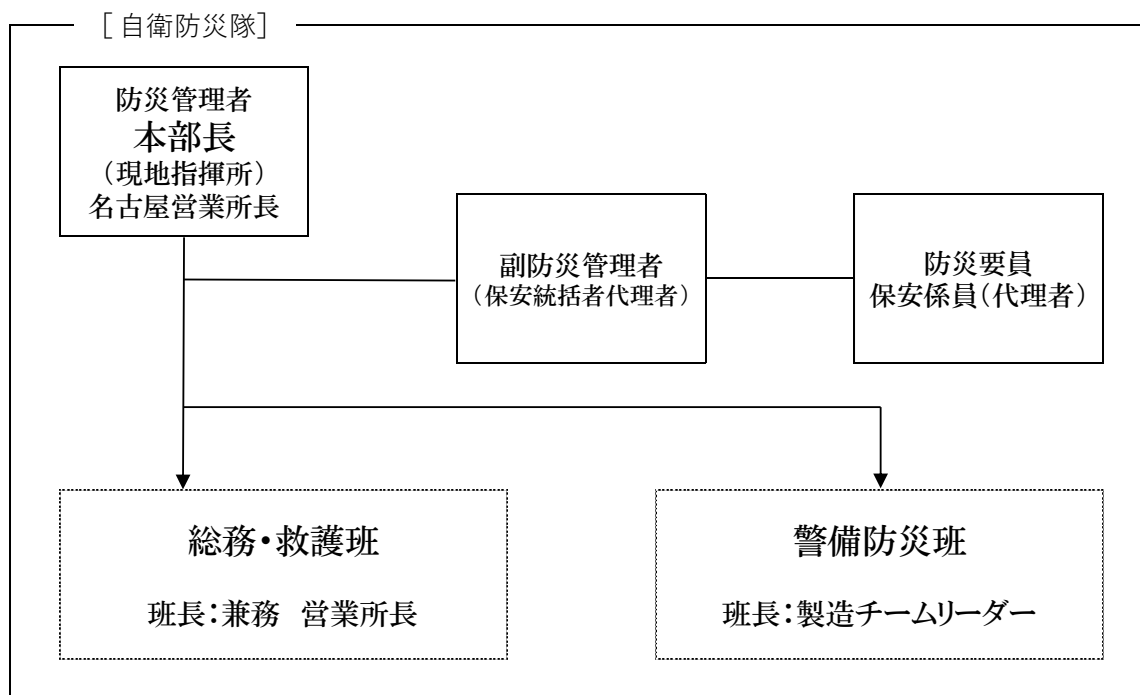 [自衛防災隊]
防災管理者
本部長
(現地指揮所)
名古屋営業所長
副防災管理者
(保安統括者代理者)
防災要員
保安係員(代理者)
総務・救護班
班長:兼務 営業所長
警備防災班
班長:製造チームリーダー